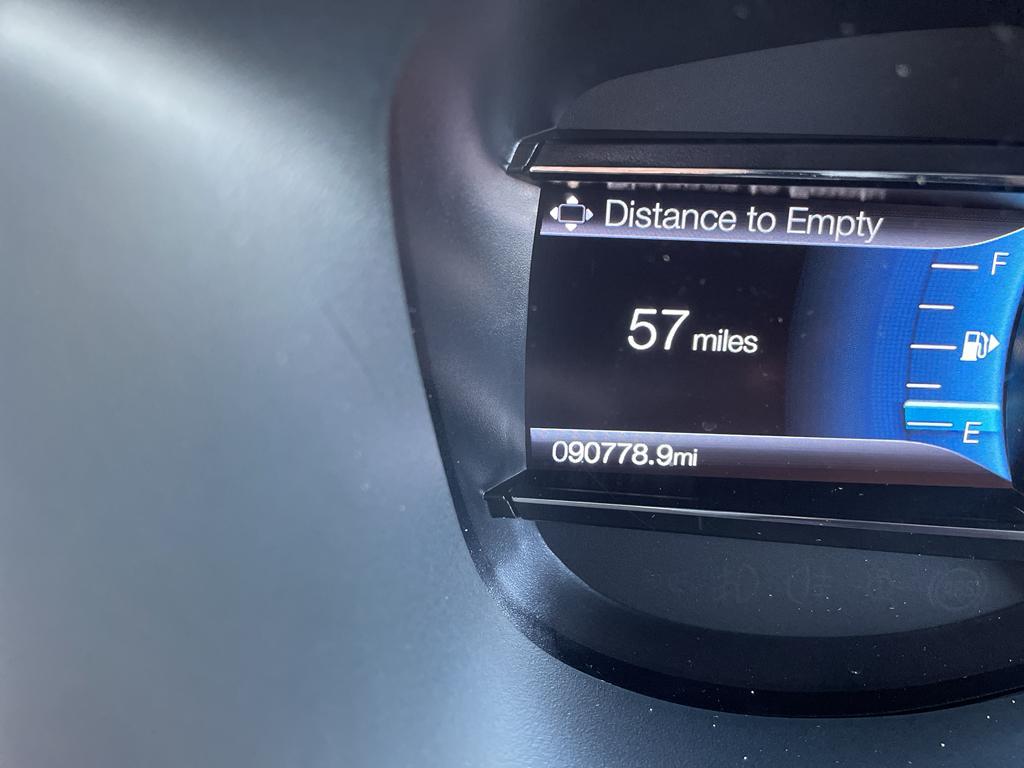 Distance to Empty
F
57 miles
E
090778.9mi